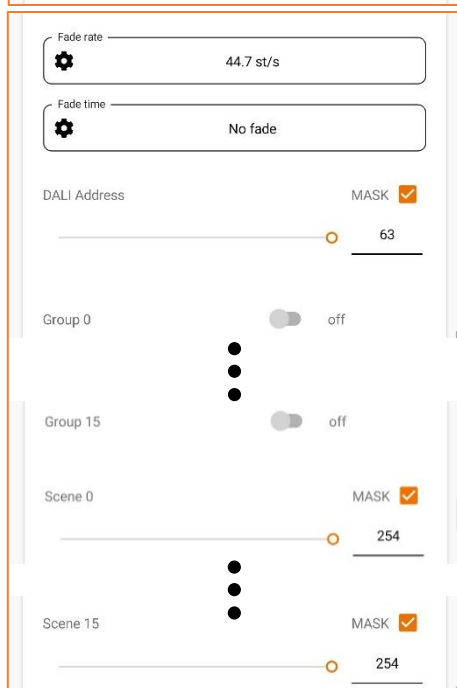 Fade rate
44.7 st/s
Fade time
No fade
DALI Address MASK
63
Group 0 off
Group 15 off
Scene 0 MASK
254
Scene 15 MASK
254